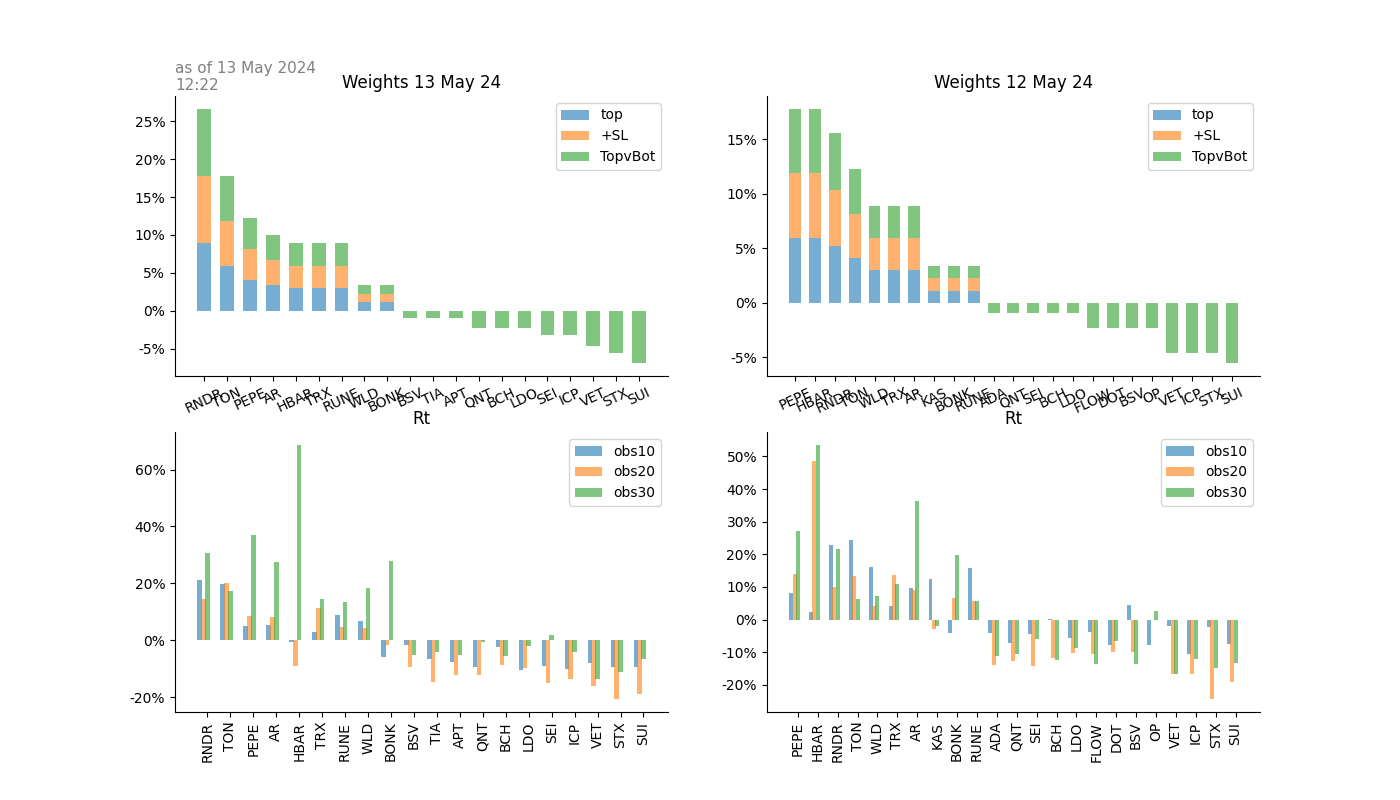 as of 13 May 2024
12:22
Weights 13 May 24
25%
20%
15%
10%
5%
0%
-5%
top
+SL
TopvBot
RNDR TON PEPE AR HBAR TRX RUNE WLD BONK BSV TIA APT QNT BCH LDO SEI ICP VET STX SUI
Weights 12 May 24
15%
10%
5%
0%
-5%
top
+SL
TopvBot
PEPE HBAR RNDR TON WLD TRX AR KAS BONK RUNE ADA QNT SEI BCH LDO FLOW DOT BSV OP VET ICP STX SUI
Rt
60%
40%
20%
0%
-20%
obs10
obs20
obs30
RNDR TON PEPE AR HBAR TRX RUNE WLD BONK BSV TIA APT QNT BCH LDO SEI ICP VET STX SUI
Rt
50%
40%
30%
20%
10%
0%
-10%
-20%
obs10
obs20
obs30
PEPE HBAR RNDR TON WLD TRX AR KAS BONK RUNE ADA QNT SEI BCH LDO FLOW DOT BSV OP VET ICP STX SUI